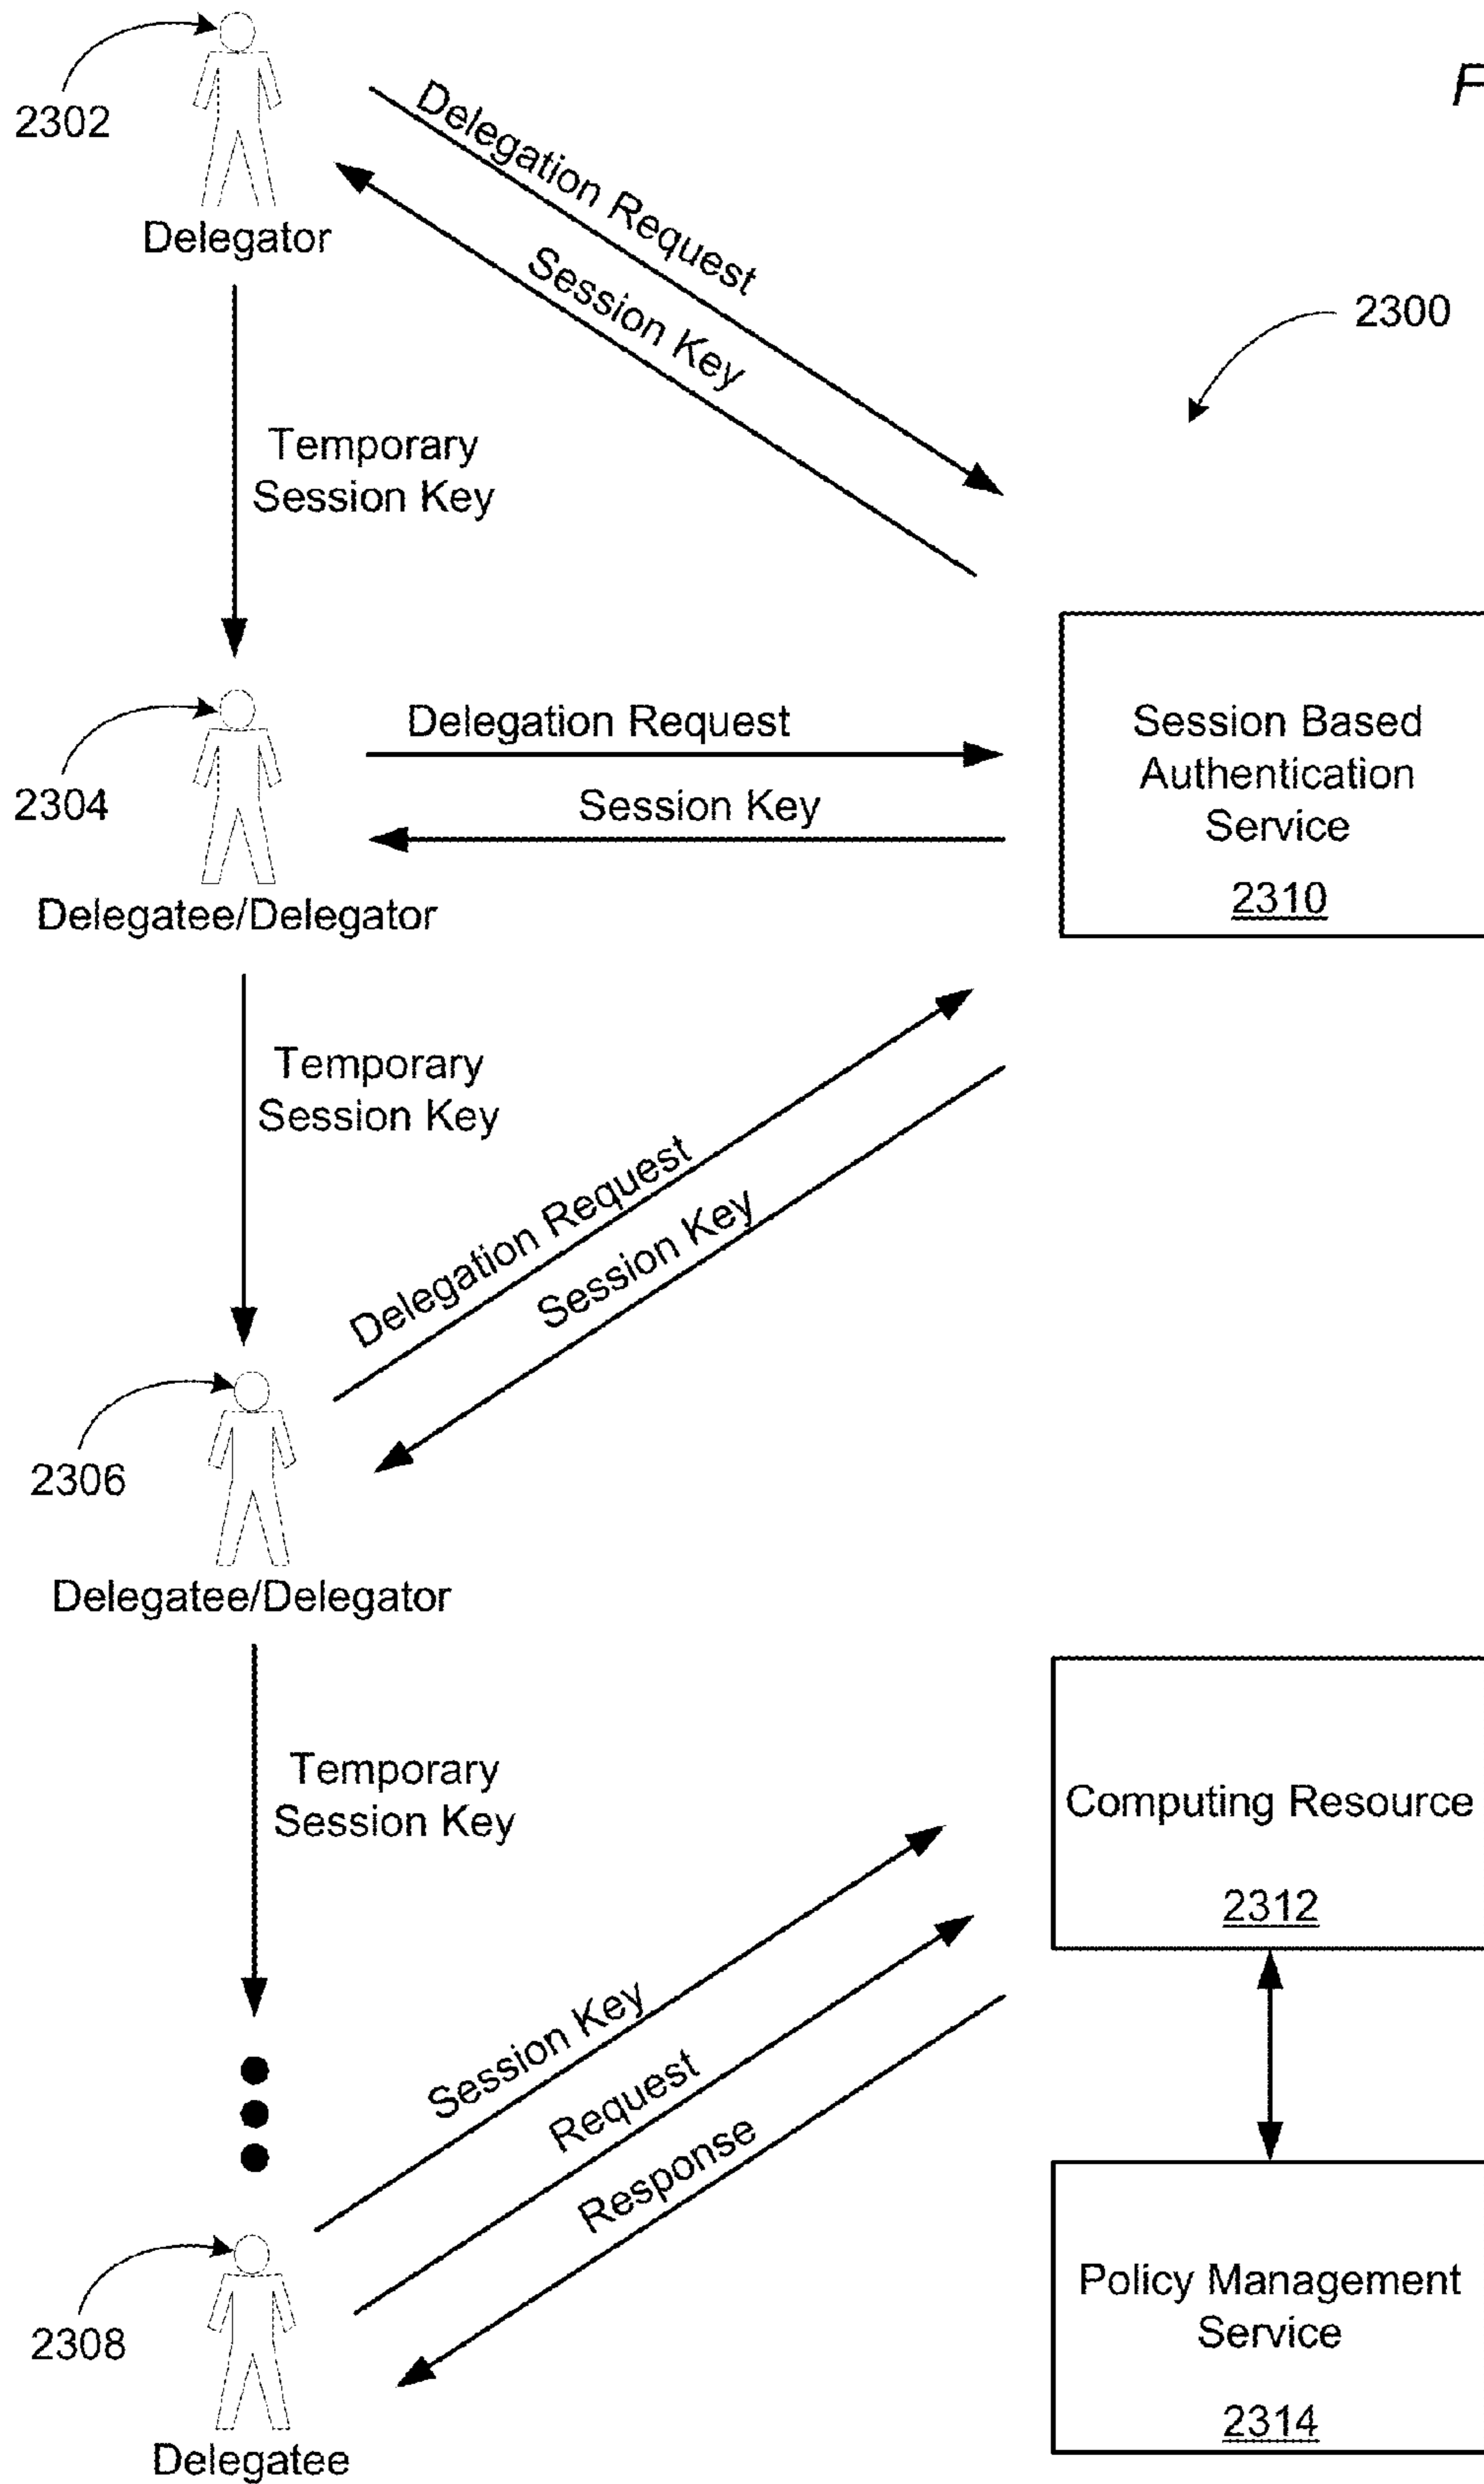 F
2302
Delegation Request
Delegator
Session Key
2300
Temporary
Session Key
2304
Delegation Request
Session Key
Session Based
Authentication
Service
2310
Delegatee/Delegator
Temporary
Session Key
Delegation Request
Session Key
2306
Delegatee/Delegator
Temporary
Session Key
Computing Resource
2312
Session Key
Request
Response
2308
Delegatee
Policy Management
Service
2314